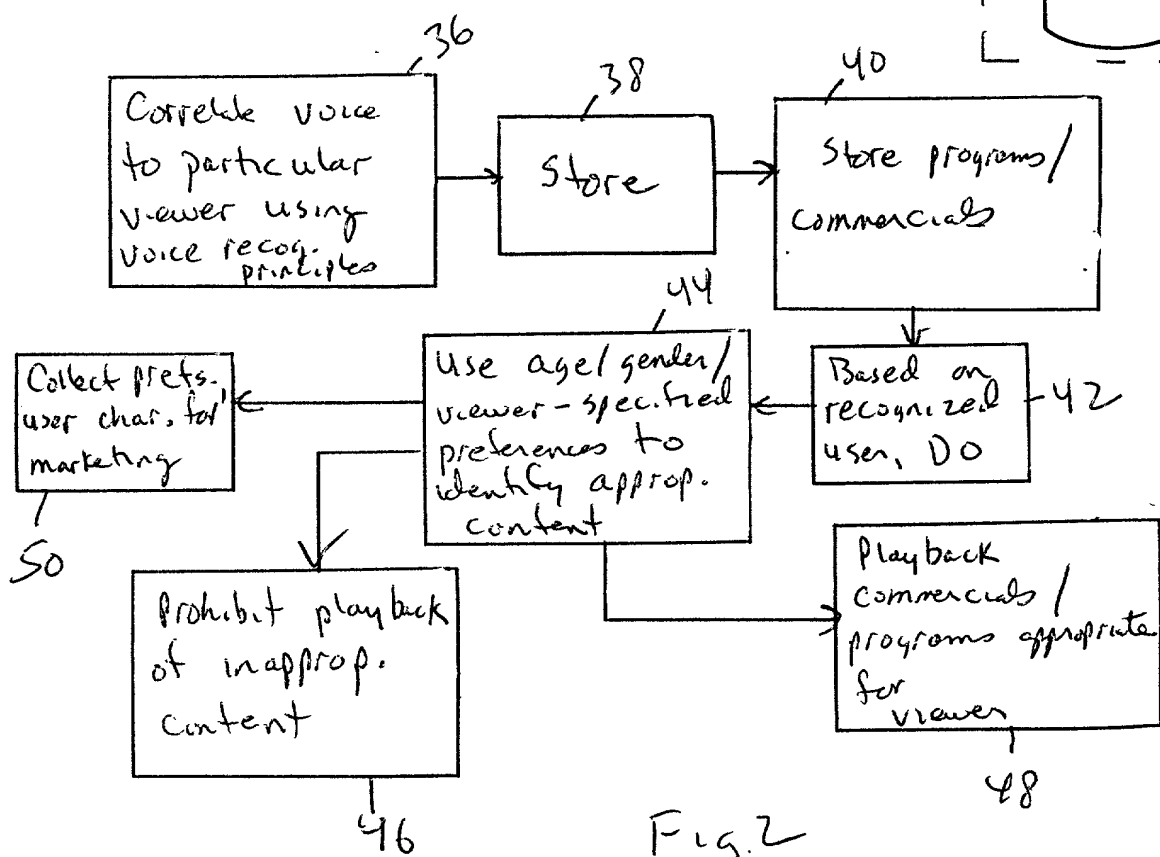 36
Correlate voice
to particular
viewer using
voice recog.
principles
38
Store
40
Store programs/
commercials
42
Based on
recognized
user, DO
44
Use age/gender/
viewer-specified
preferences to
identify approp.
content
50
Collect prefs.
user char. for
marketing
46
Prohibit playback
of inapprop.
content
48
Playback
commercials/
programs appropriate
for
viewer
Fig. 2